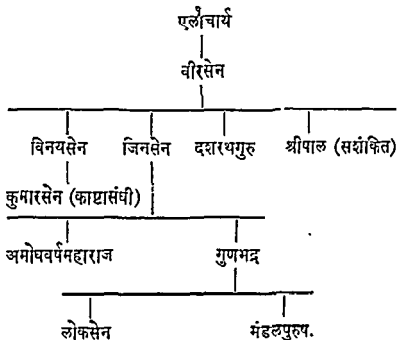 एलाचार्य
वीरसेन
विनयसेन जिनसेन दशरथगुरु श्रीपाल (सशंकित)
कुमारसेन (काष्टासंघी)
अमोघवर्षमहाराज गुणभद्र
लोकसेन मंडलपुरुष.